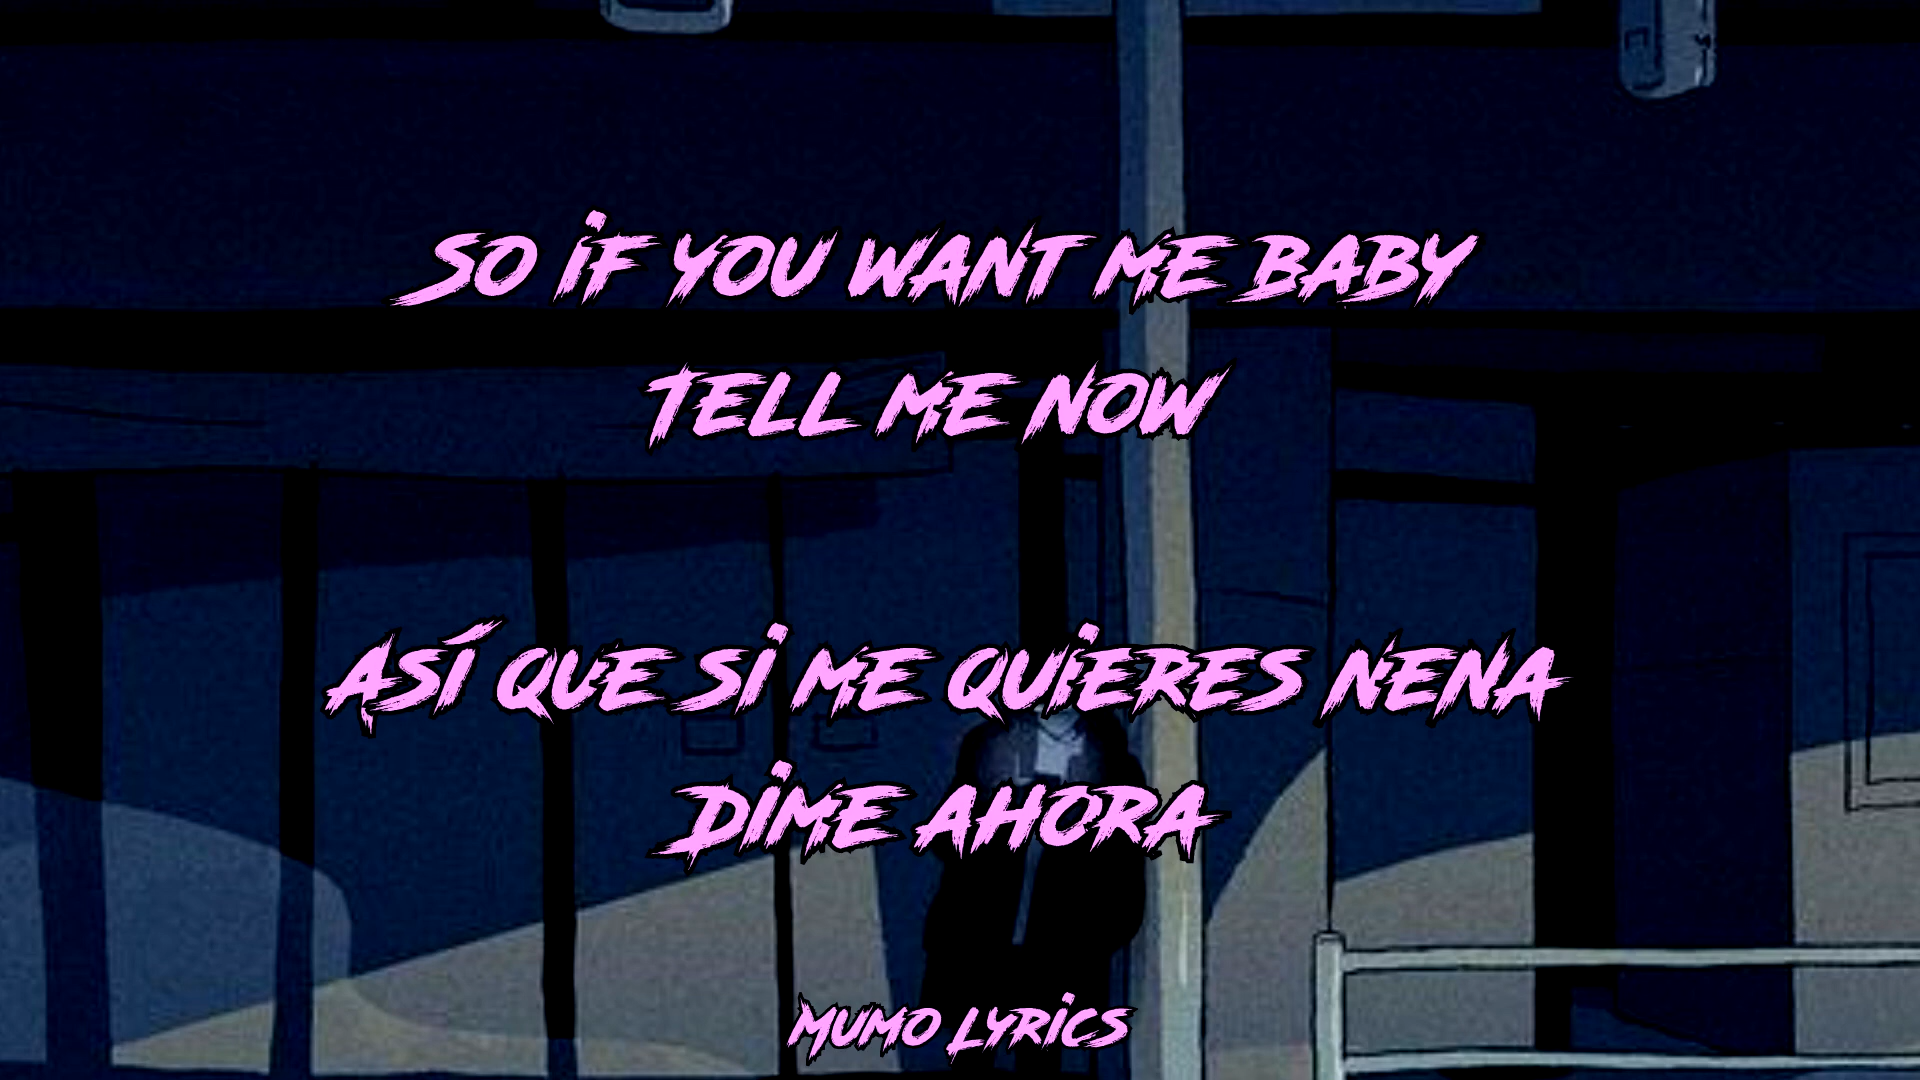 SO iF YOU WANT ME BABY
TELL ME NOW
ASÍ QUE Si ME QUiERES NENA
DiME AHORA
MUMO LYRiCS